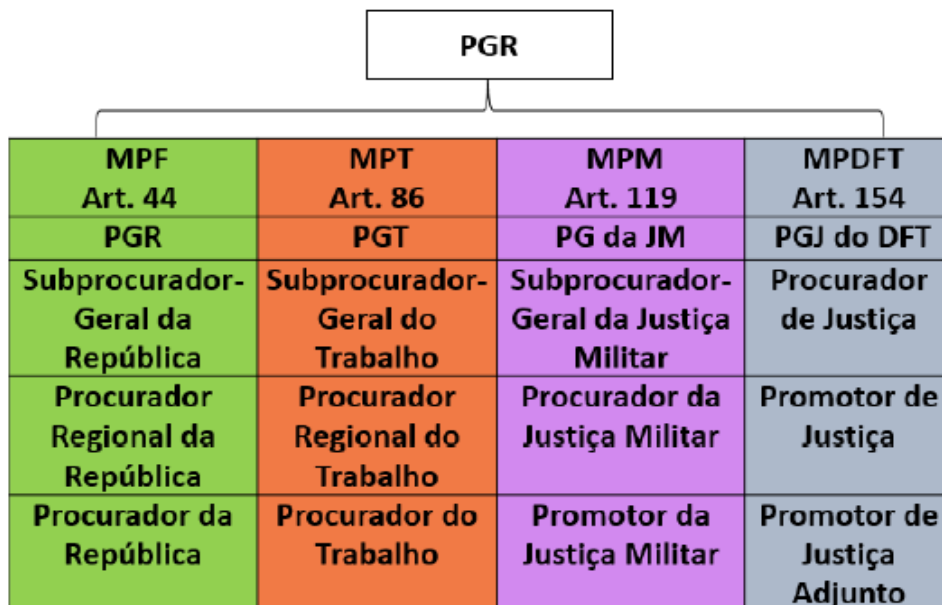 PGR
MPF
Art. 44
MPT
Art. 86
MPM
Art. 119
MPDFT
Art. 154
PGR
PGT
PG da JM
PGJ do DFT
Subprocurador-
Geral da
República
Subprocurador-
Geral do
Trabalho
Subprocurador-
Geral da Justiça
Militar
Procurador
de Justiça
Procurador
Regional da
República
Procurador
Regional do
Trabalho
Procurador da
Justiça Militar
Promotor de
Justiça
Procurador da
República
Procurador do
Trabalho
Promotor da
Justiça Militar
Promotor de
Justiça
Adjunto